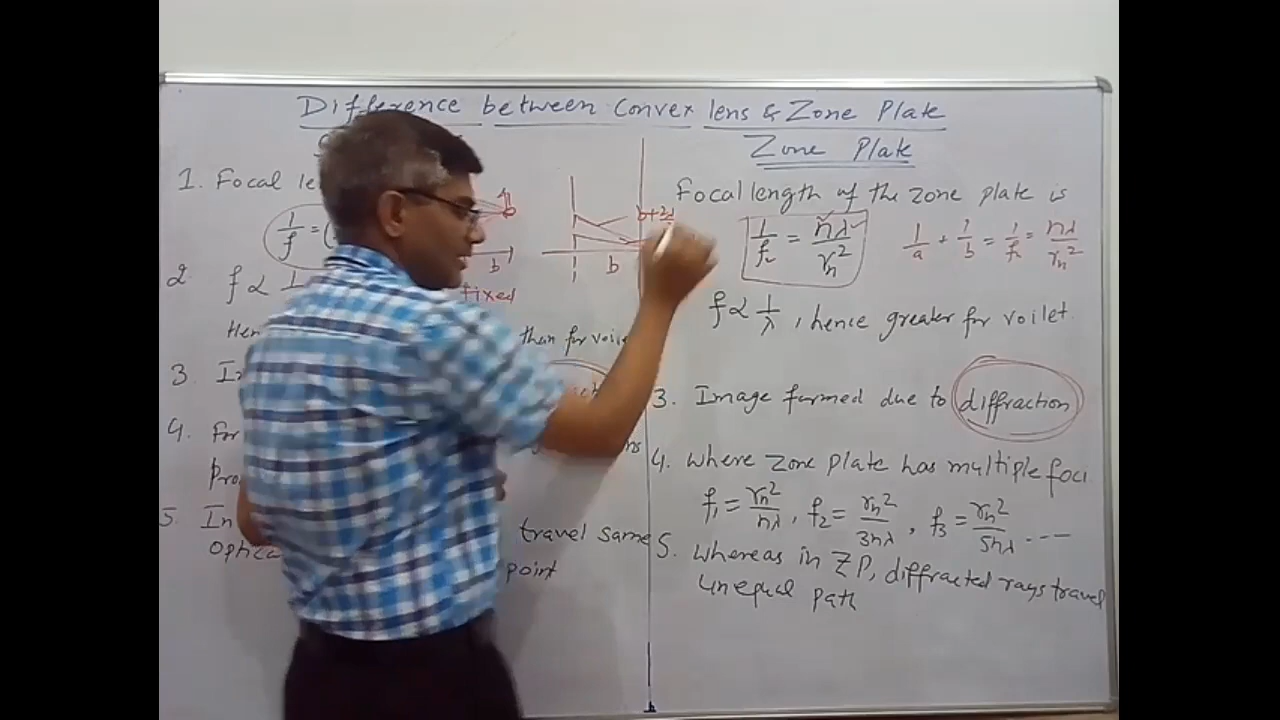 Difference between Convex lens & Zone Plate
1. Focal le
1/f = (
4
b
2. f ∝ 1
fixed
Hen
than for voile
3. I
4. For
Pro
5. In
travel same
Optica
point
b+2λ/2
b
Zone Plate
Focal length of the zone plate is
1/fₙ = nλ/rₙ²
1/a + 1/b = 1/fₙ = nλ/rₙ²
f ∝ 1/λ, hence greater for voilet.
3. Image formed due to diffraction
4. where zone plate has multiple foci
f₁ = rₙ²/nλ, f₂ = rₙ²/3nλ, f₃ = rₙ²/5nλ ----
5. whereas in ZP, diffracted rays travel
unequal path